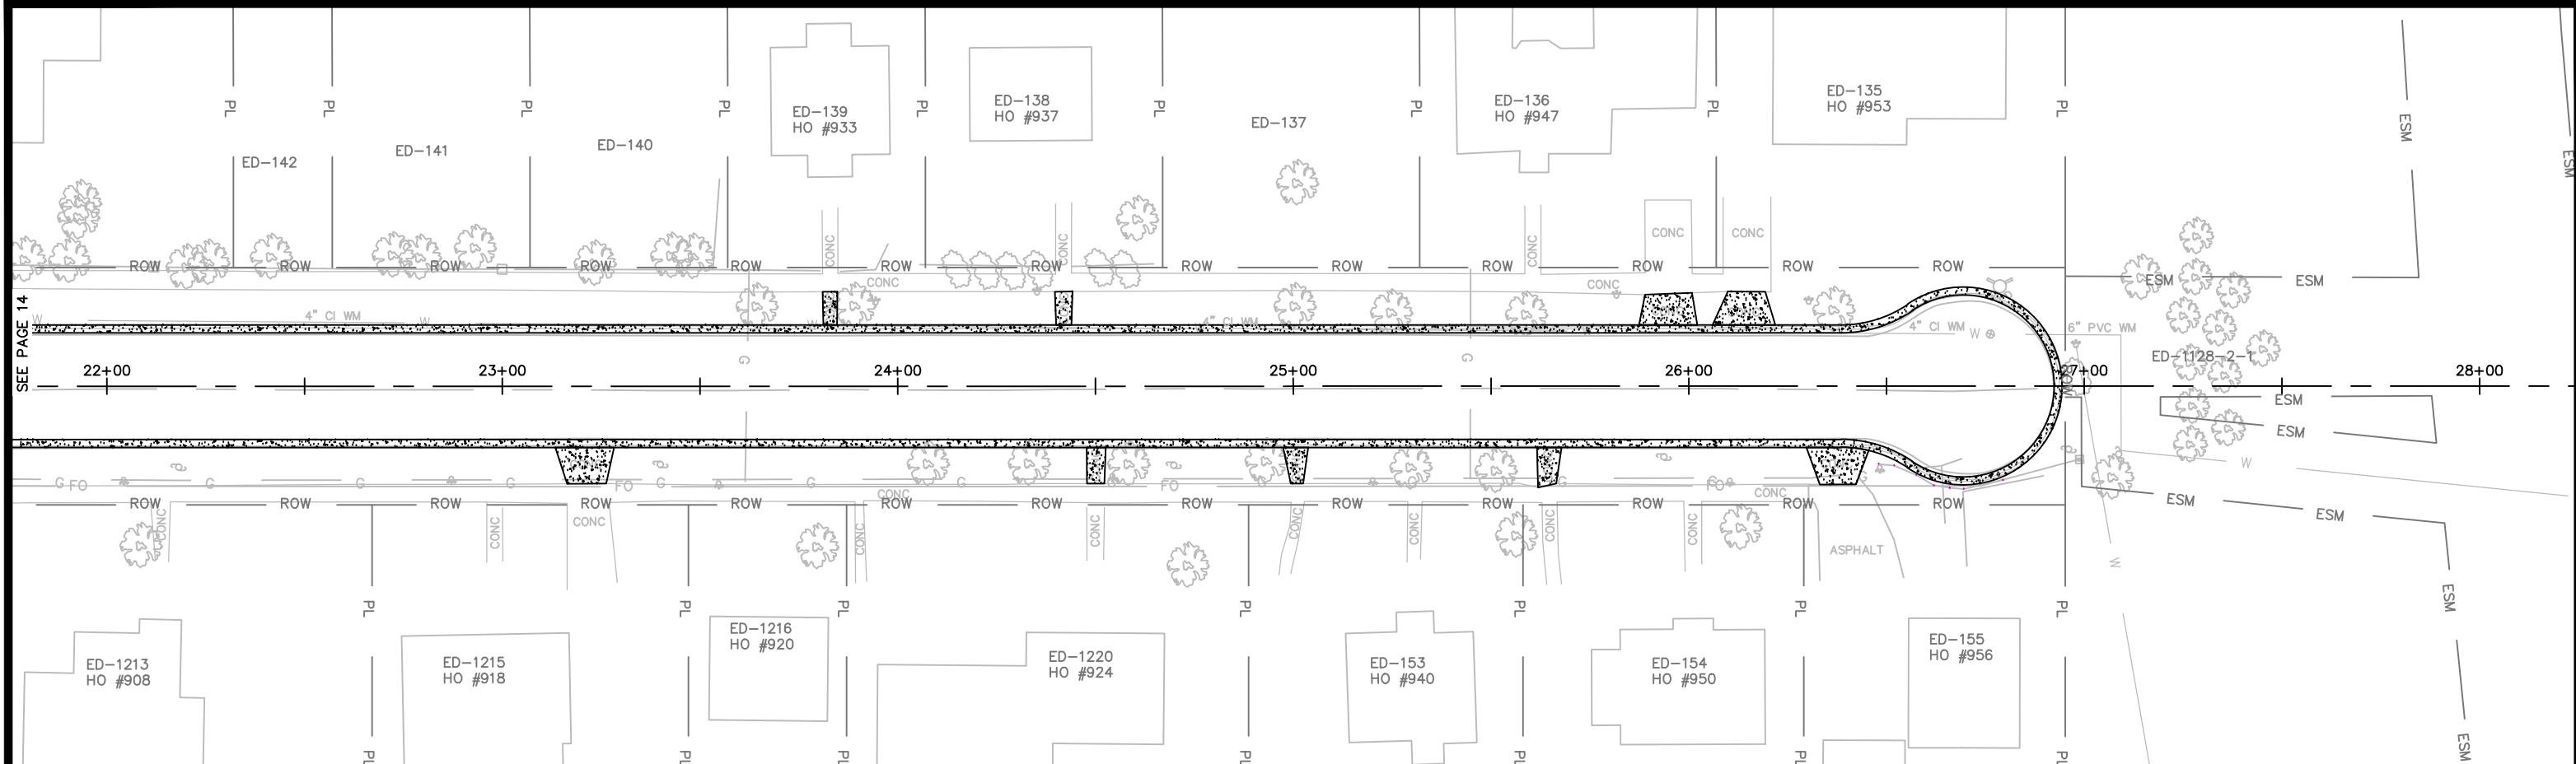 PL PL PL PL PL PL PL PL PL
ED-139
HO #933
ED-138
HO #937
ED-137
ED-136
HO #947
ED-135
HO #953
ESM
ESM
ED-142
ED-141
ED-140
CONC
CONC
CONC
CONC
CONC
ROW ROW ROW ROW ROW ROW ROW ROW ROW ROW ROW ROW ROW
ESM
ESM
CONC
CONC
SEE PAGE 14
W
4" CI WM
W
W
4" CI WM
4" CI WM
W
6" PVC WM
G
G
ED-1128-2-1
22+00
23+00
24+00
25+00
26+00
27+00
28+00
ROW
ESM
ESM
G FO G G G G FO G G FO G FO
W
CONC
CONC
ESM
ESM
ROW ROW ROW ROW ROW ROW ROW ROW ROW ROW ROW ROW ROW
CONC
CONC
CONC
CONC
CONC
CONC
CONC
CONC
CONC
ASPHALT
W
PL PL PL PL PL PL PL
ESM
ED-1213
HO #908
ED-1215
HO #918
ED-1216
HO #920
ED-1220
HO #924
ED-153
HO #940
ED-154
HO #950
ED-155
HO #956
PL PL PL PL PL PL PL
ESM